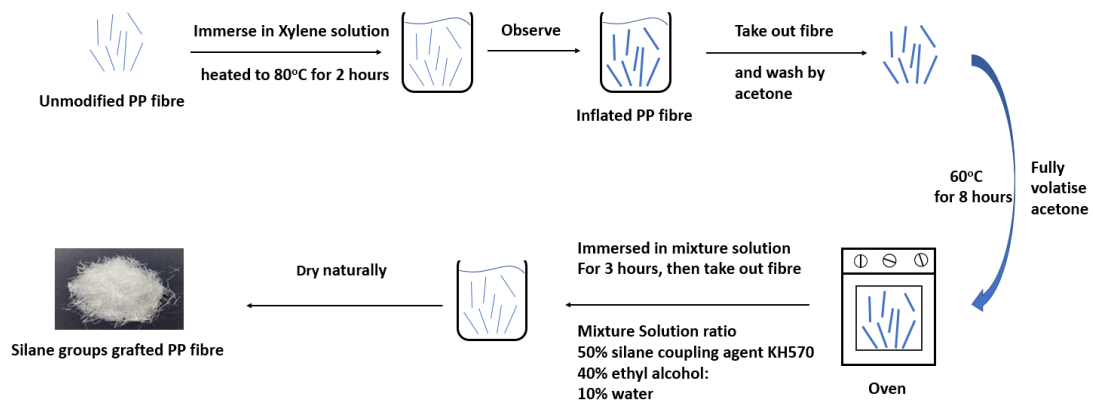 Immerse in Xylene solution
heated to 80°C for 2 hours
Unmodified PP fibre
Observe
Inflated PP fibre
Take out fibre
and wash by
acetone
60°C
for 8 hours
Fully
volatise
acetone
Oven
Immersed in mixture solution
For 3 hours, then take out fibre
Mixture Solution ratio
50% silane coupling agent KH570
40% ethyl alcohol:
10% water
Dry naturally
Silane groups grafted PP fibre